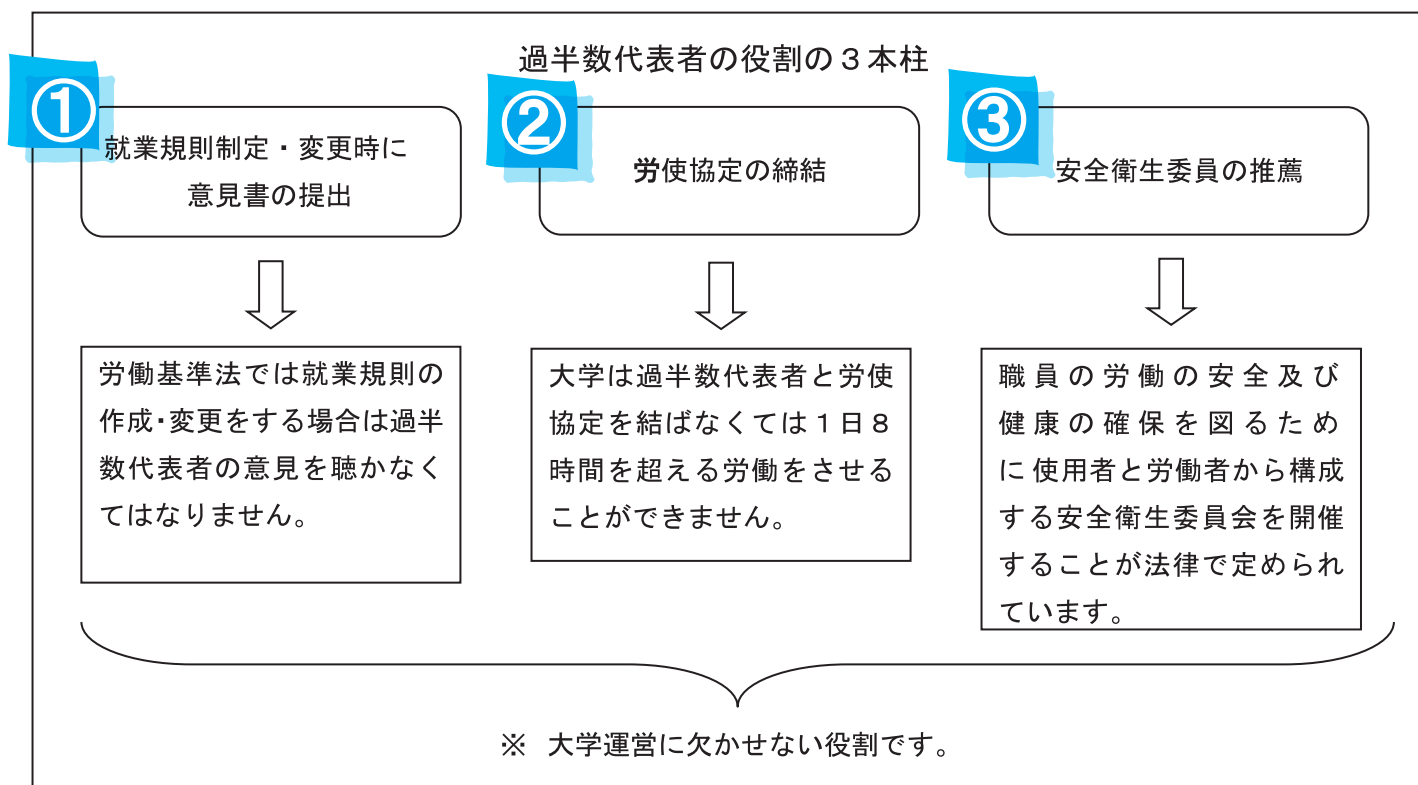 過半数代表者の役割の３本柱
①
就業規則制定・変更時に
意見書の提出
労働基準法では就業規則の
作成・変更をする場合は過半
数代表者の意見を聴かなく
てはなりません。
②
労使協定の締結
大学は過半数代表者と労使
協定を結ばなくては１日８
時間を超える労働をさせる
ことができません。
③
安全衛生委員の推薦
職員の労働の安全及び
健康の確保を図るため
に使用者と労働者から構成
する安全衛生委員会を開催
することが法律で定められ
ています。
※ 大学運営に欠かせない役割です。